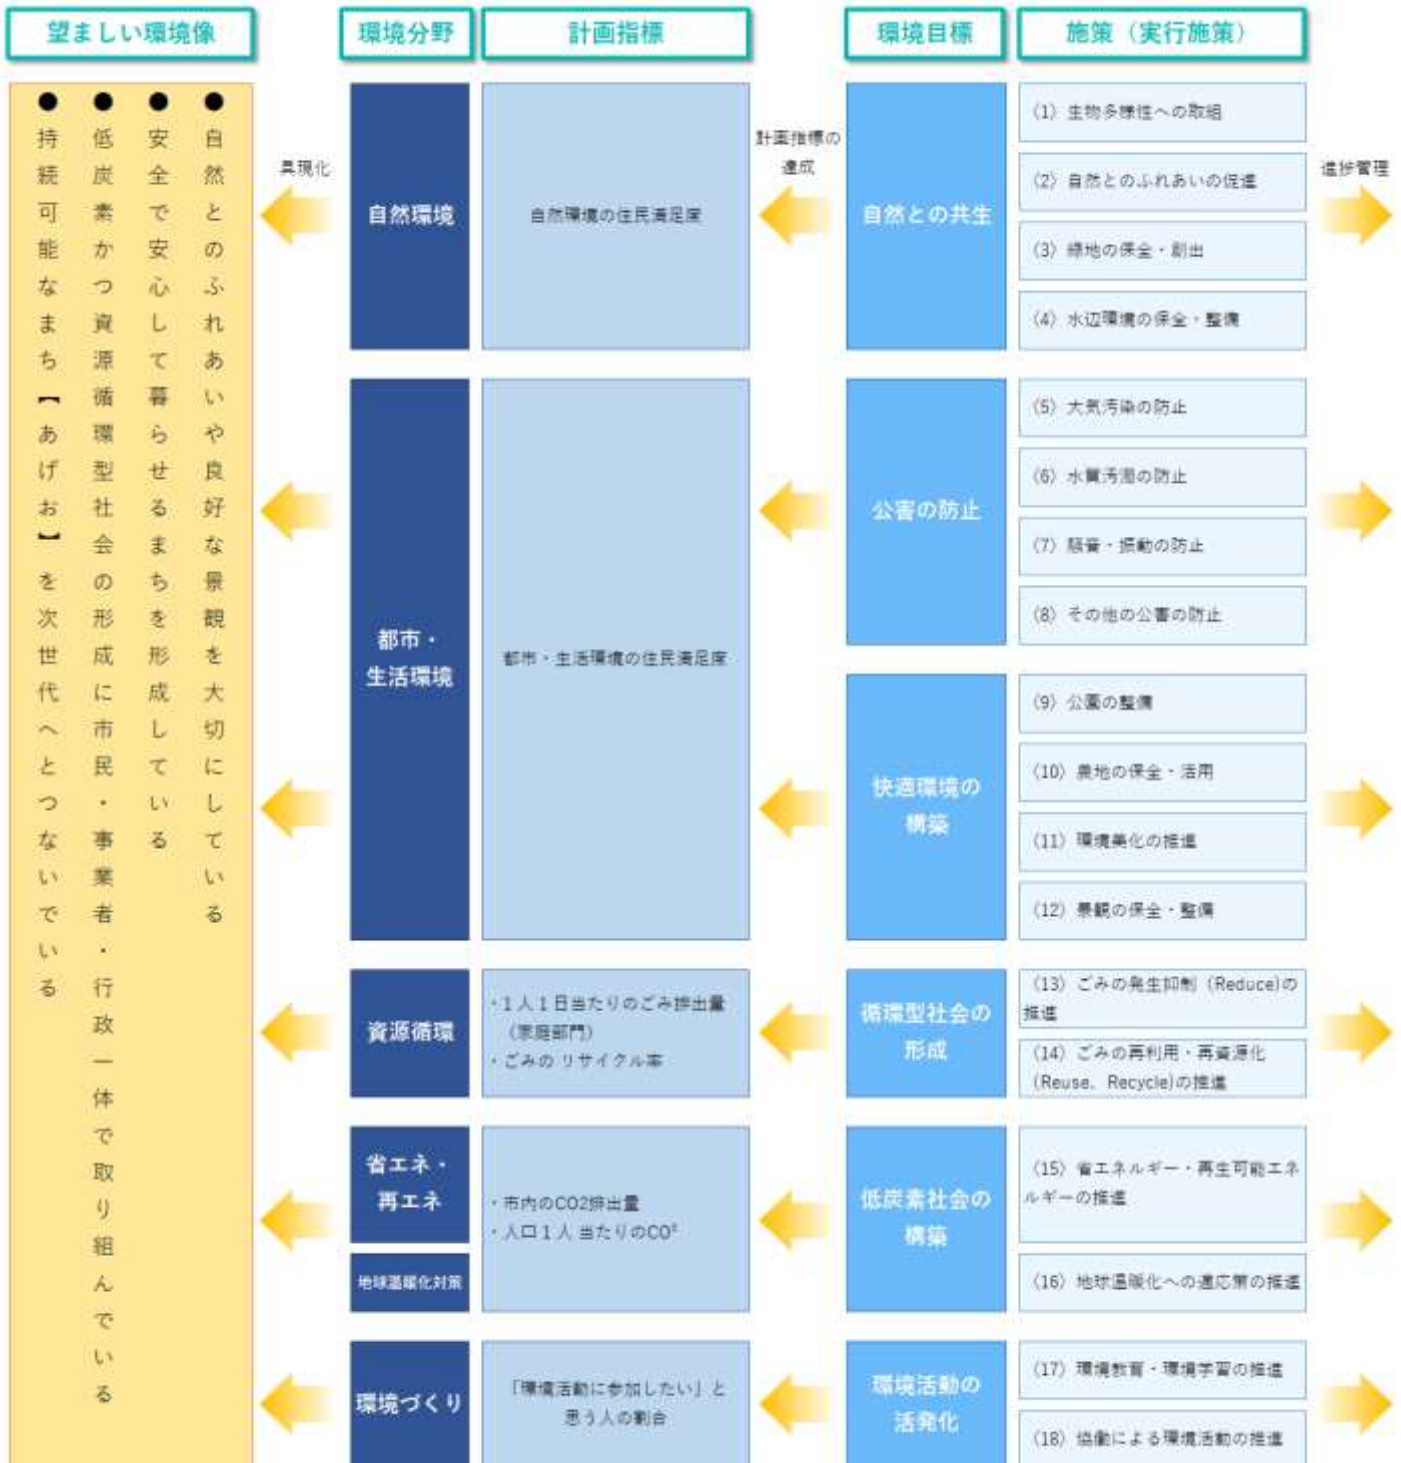 望ましい環境像
環境分野
計画指標
環境目標
施策（実行施策）
●自然とのふれあいや良好な景観を大切にしている
●安全で安心して暮らせるまちを形成している
●低炭素かつ資源循環型社会の形成に市民・事業者・行政一体で取り組んでいる
●持続可能なまち【あげお】を次世代へとつないでいる
具現化
計画指標の
達成
進捗管理
自然環境
自然環境の住民満足度
自然との共生
（1）生物多様性への取組
（2）自然とのふれあいの促進
（3）緑地の保全・創出
（4）水辺環境の保全・整備
都市・
生活環境
都市・生活環境の住民満足度
公害の防止
（5）大気汚染の防止
（6）水質汚濁の防止
（7）騒音・振動の防止
（8）その他の公害の防止
快適環境の
構築
（9）公園の整備
（10）農地の保全・活用
（11）環境美化の推進
（12）景観の保全・整備
資源循環
・1人1日当たりのごみ排出量
（家庭部門）
・ごみの リサイクル率
循環型社会の
形成
（13）ごみの発生抑制（Reduce)の
推進
（14）ごみの再利用・再資源化
(Reuse、Recycle)の推進
省エネ・
再エネ
地球温暖化対策
・市内のCO2排出量
・人口1人 当たりのCO²
低炭素社会の
構築
（15）省エネルギー・再生可能エネ
ルギーの推進
（16）地球温暖化への適応策の推進
環境づくり
「環境活動に参加したい」と
思う人の割合
環境活動の
活発化
（17）環境教育・環境学習の推進
（18）協働による環境活動の推進